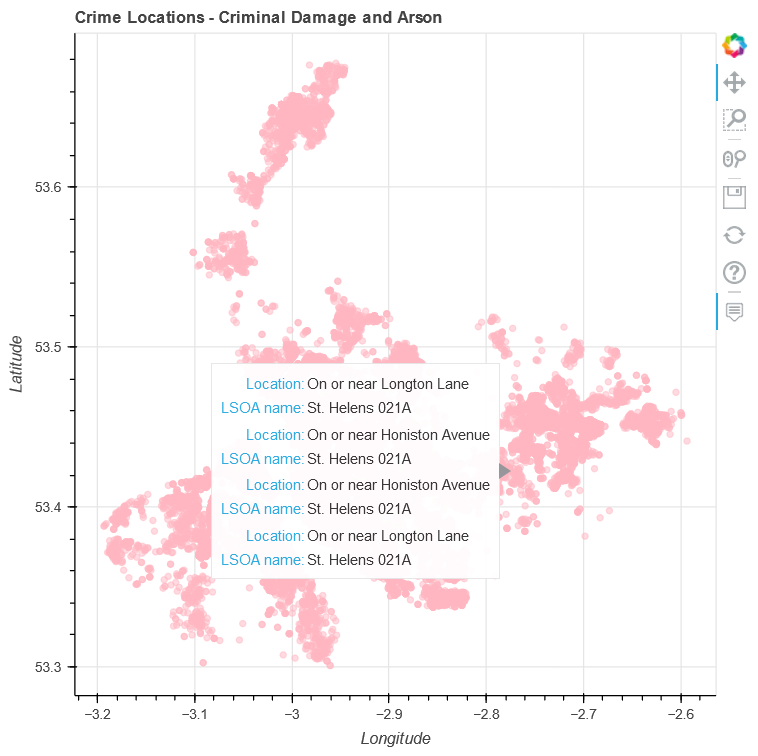 Crime Locations - Criminal Damage and Arson
53.6
53.5
53.4
53.3
Latitude
Location: On or near Longton Lane
LSOA name: St. Helens 021A
Location: On or near Honiston Avenue
LSOA name: St. Helens 021A
Location: On or near Honiston Avenue
LSOA name: St. Helens 021A
Location: On or near Longton Lane
LSOA name: St. Helens 021A
−3.2 −3.1 −3 −2.9 −2.8 −2.7 −2.6
Longitude